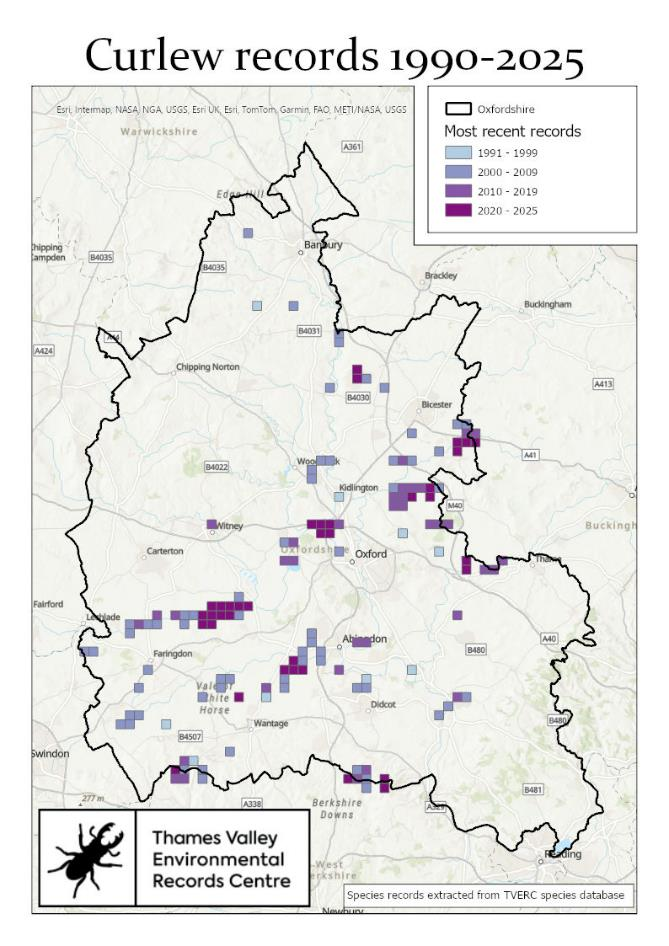 Curlew records 1990-2025
Esri, Intermap, NASA, NGA, USGS, Esri UK, Esri, TomTom, Garmin, FAO, METI/NASA, USGS
Oxfordshire
Most recent records
1991 - 1999
2000 - 2009
2010 - 2019
2020 - 2025
Warwickshire
A361
Edge Hill
Banbury
Chipping
Campden
B4035
B4035
Brackley
Buckingham
B4031
A44
A424
Chipping Norton
A413
B4030
Bicester
A41
B4022
Kidlington
M40
Buckingh
Witney
Oxfordshire
Carterton
Oxford
Thame
Fairford
Lechlade
Abingdon
A40
B480
Faringdon
Vale of
White
Horse
Didcot
Wantage
B480
B4507
Swindon
277 m
A338
Berkshire
Downs
A329
B481
Reading
West
erkshire
Newbury
Thames Valley
Environmental
Records Centre
Species records extracted from TVERC species database